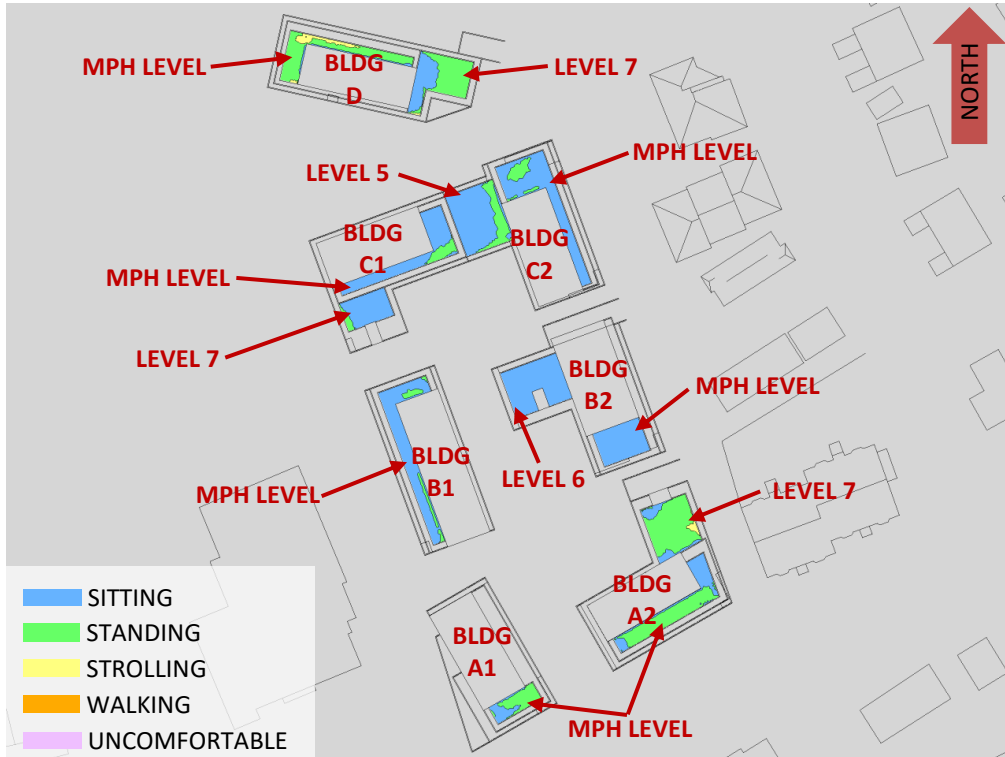 NORTH
MPH LEVEL
BLDG
D
LEVEL 7
MPH LEVEL
LEVEL 5
BLDG
C1
BLDG
C2
MPH LEVEL
LEVEL 7
BLDG
B2
MPH LEVEL
BLDG
B1
MPH LEVEL
LEVEL 6
LEVEL 7
BLDG
A2
BLDG
A1
MPH LEVEL
SITTING
STANDING
STROLLING
WALKING
UNCOMFORTABLE